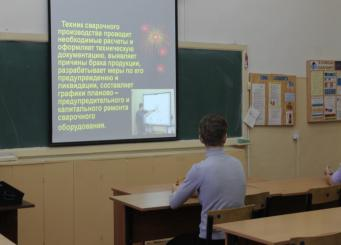 Техник сварочного
производства проводит
необходимые расчеты и
оформляет техническую
документацию, выявляет
причины брака продукции,
разрабатывает меры по его
предупреждению и
ликвидации, составляет
графики планово –
предупредительного и
капитального ремонта
сварочного
оборудования.